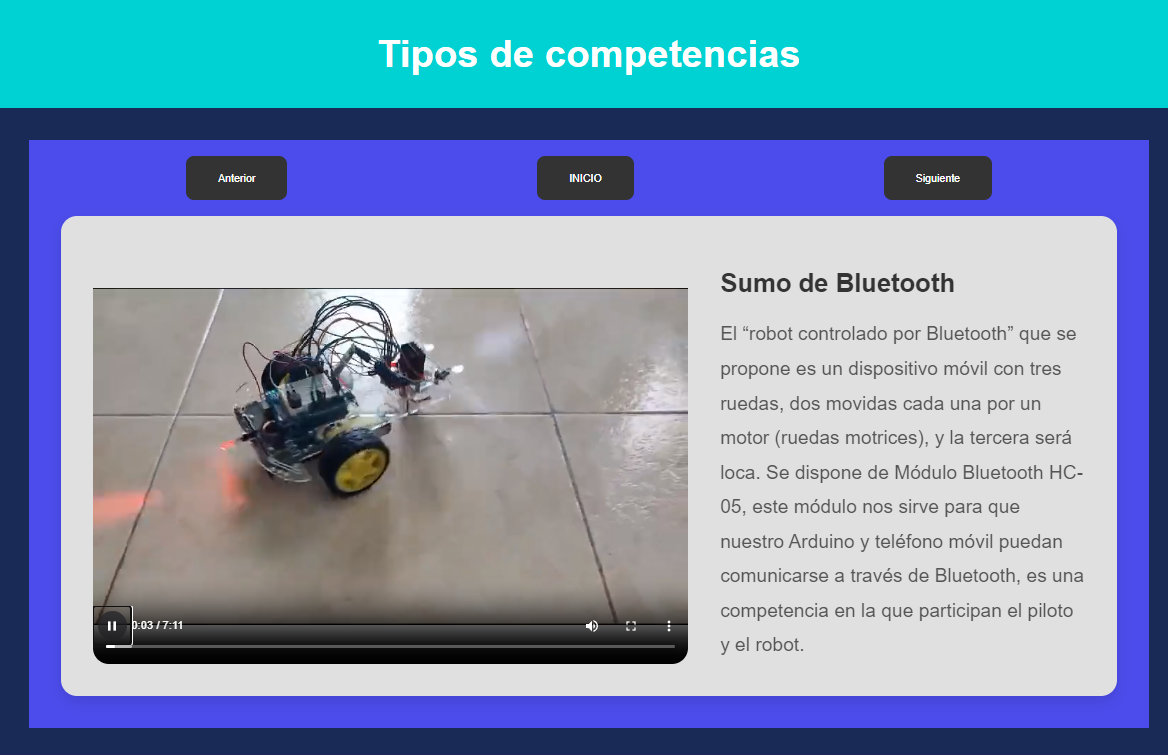 Tipos de competencias
Anterior
INICIO
Siguiente
Sumo de Bluetooth
El “robot controlado por Bluetooth” que se
propone es un dispositivo móvil con tres
ruedas, dos movidas cada una por un
motor (ruedas motrices), y la tercera será
loca. Se dispone de Módulo Bluetooth HC-
05, este módulo nos sirve para que
nuestro Arduino y teléfono móvil puedan
comunicarse a través de Bluetooth, es una
competencia en la que participan el piloto
y el robot.
0:03 / 7:11